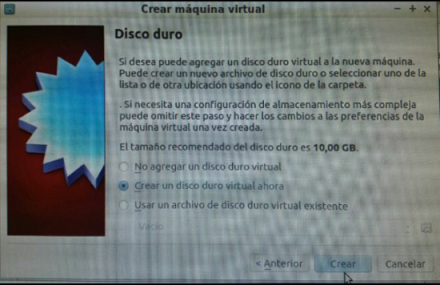 Crear máquina virtual
Disco duro
Si desea puede agregar un disco duro virtual a la nueva máquina.
Puede crear un nuevo archivo de disco duro o seleccionar uno de la
lista o de otra ubicación usando el icono de la carpeta.
. Si necesita una configuración de almacenamiento más compleja
puede omitir este paso y hacer los cambios a las preferencias de la
máquina virtual una vez creada.
El tamaño recomendado del disco duro es 10,00 GB.
No agregar un disco duro virtual
Crear un disco duro virtual ahora
Usar un archivo de disco duro virtual existente
Vacío
< Anterior
Crear
Cancelar